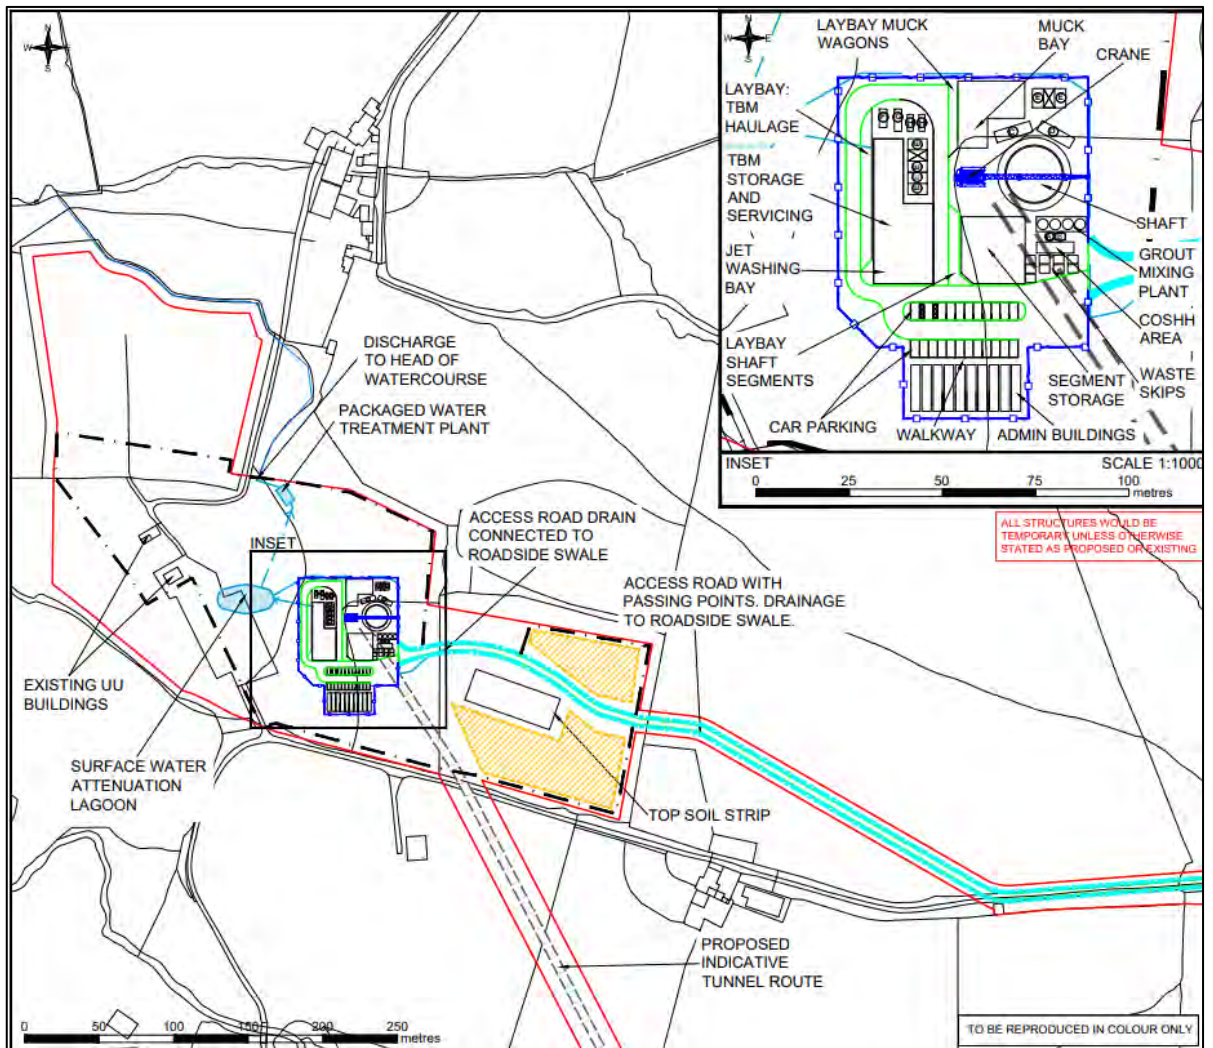 N
W E
S
DISCHARGE
TO HEAD OF
WATERCOURSE
PACKAGED WATER
TREATMENT PLANT
INSET
ACCESS ROAD DRAIN
CONNECTED TO
ROADSIDE SWALE
ACCESS ROAD WITH
PASSING POINTS. DRAINAGE
TO ROADSIDE SWALE.
EXISTING UU
BUILDINGS
SURFACE WATER
ATTENUATION
LAGOON
TOP SOIL STRIP
PROPOSED
INDICATIVE
TUNNEL ROUTE
0 50 100 150 200 250
metres
N
W E
S
LAYBAY MUCK
WAGONS
MUCK
BAY
CRANE
LAYBAY:
TBM
HAULAGE
TBM
STORAGE
AND
SERVICING
JET
WASHING
BAY
LAYBAY
SHAFT
SEGMENTS
CAR PARKING
WALKWAY
ADMIN BUILDINGS
SEGMENT
STORAGE
SHAFT
GROUT
MIXING
PLANT
COSHH
AREA
WASTE
SKIPS
INSET
SCALE 1:1000
0 25 50 75 100
metres
ALL STRUCTURES WOULD BE
TEMPORARY UNLESS OTHERWISE
STATED AS PROPOSED OR EXISTING
TO BE REPRODUCED IN COLOUR ONLY